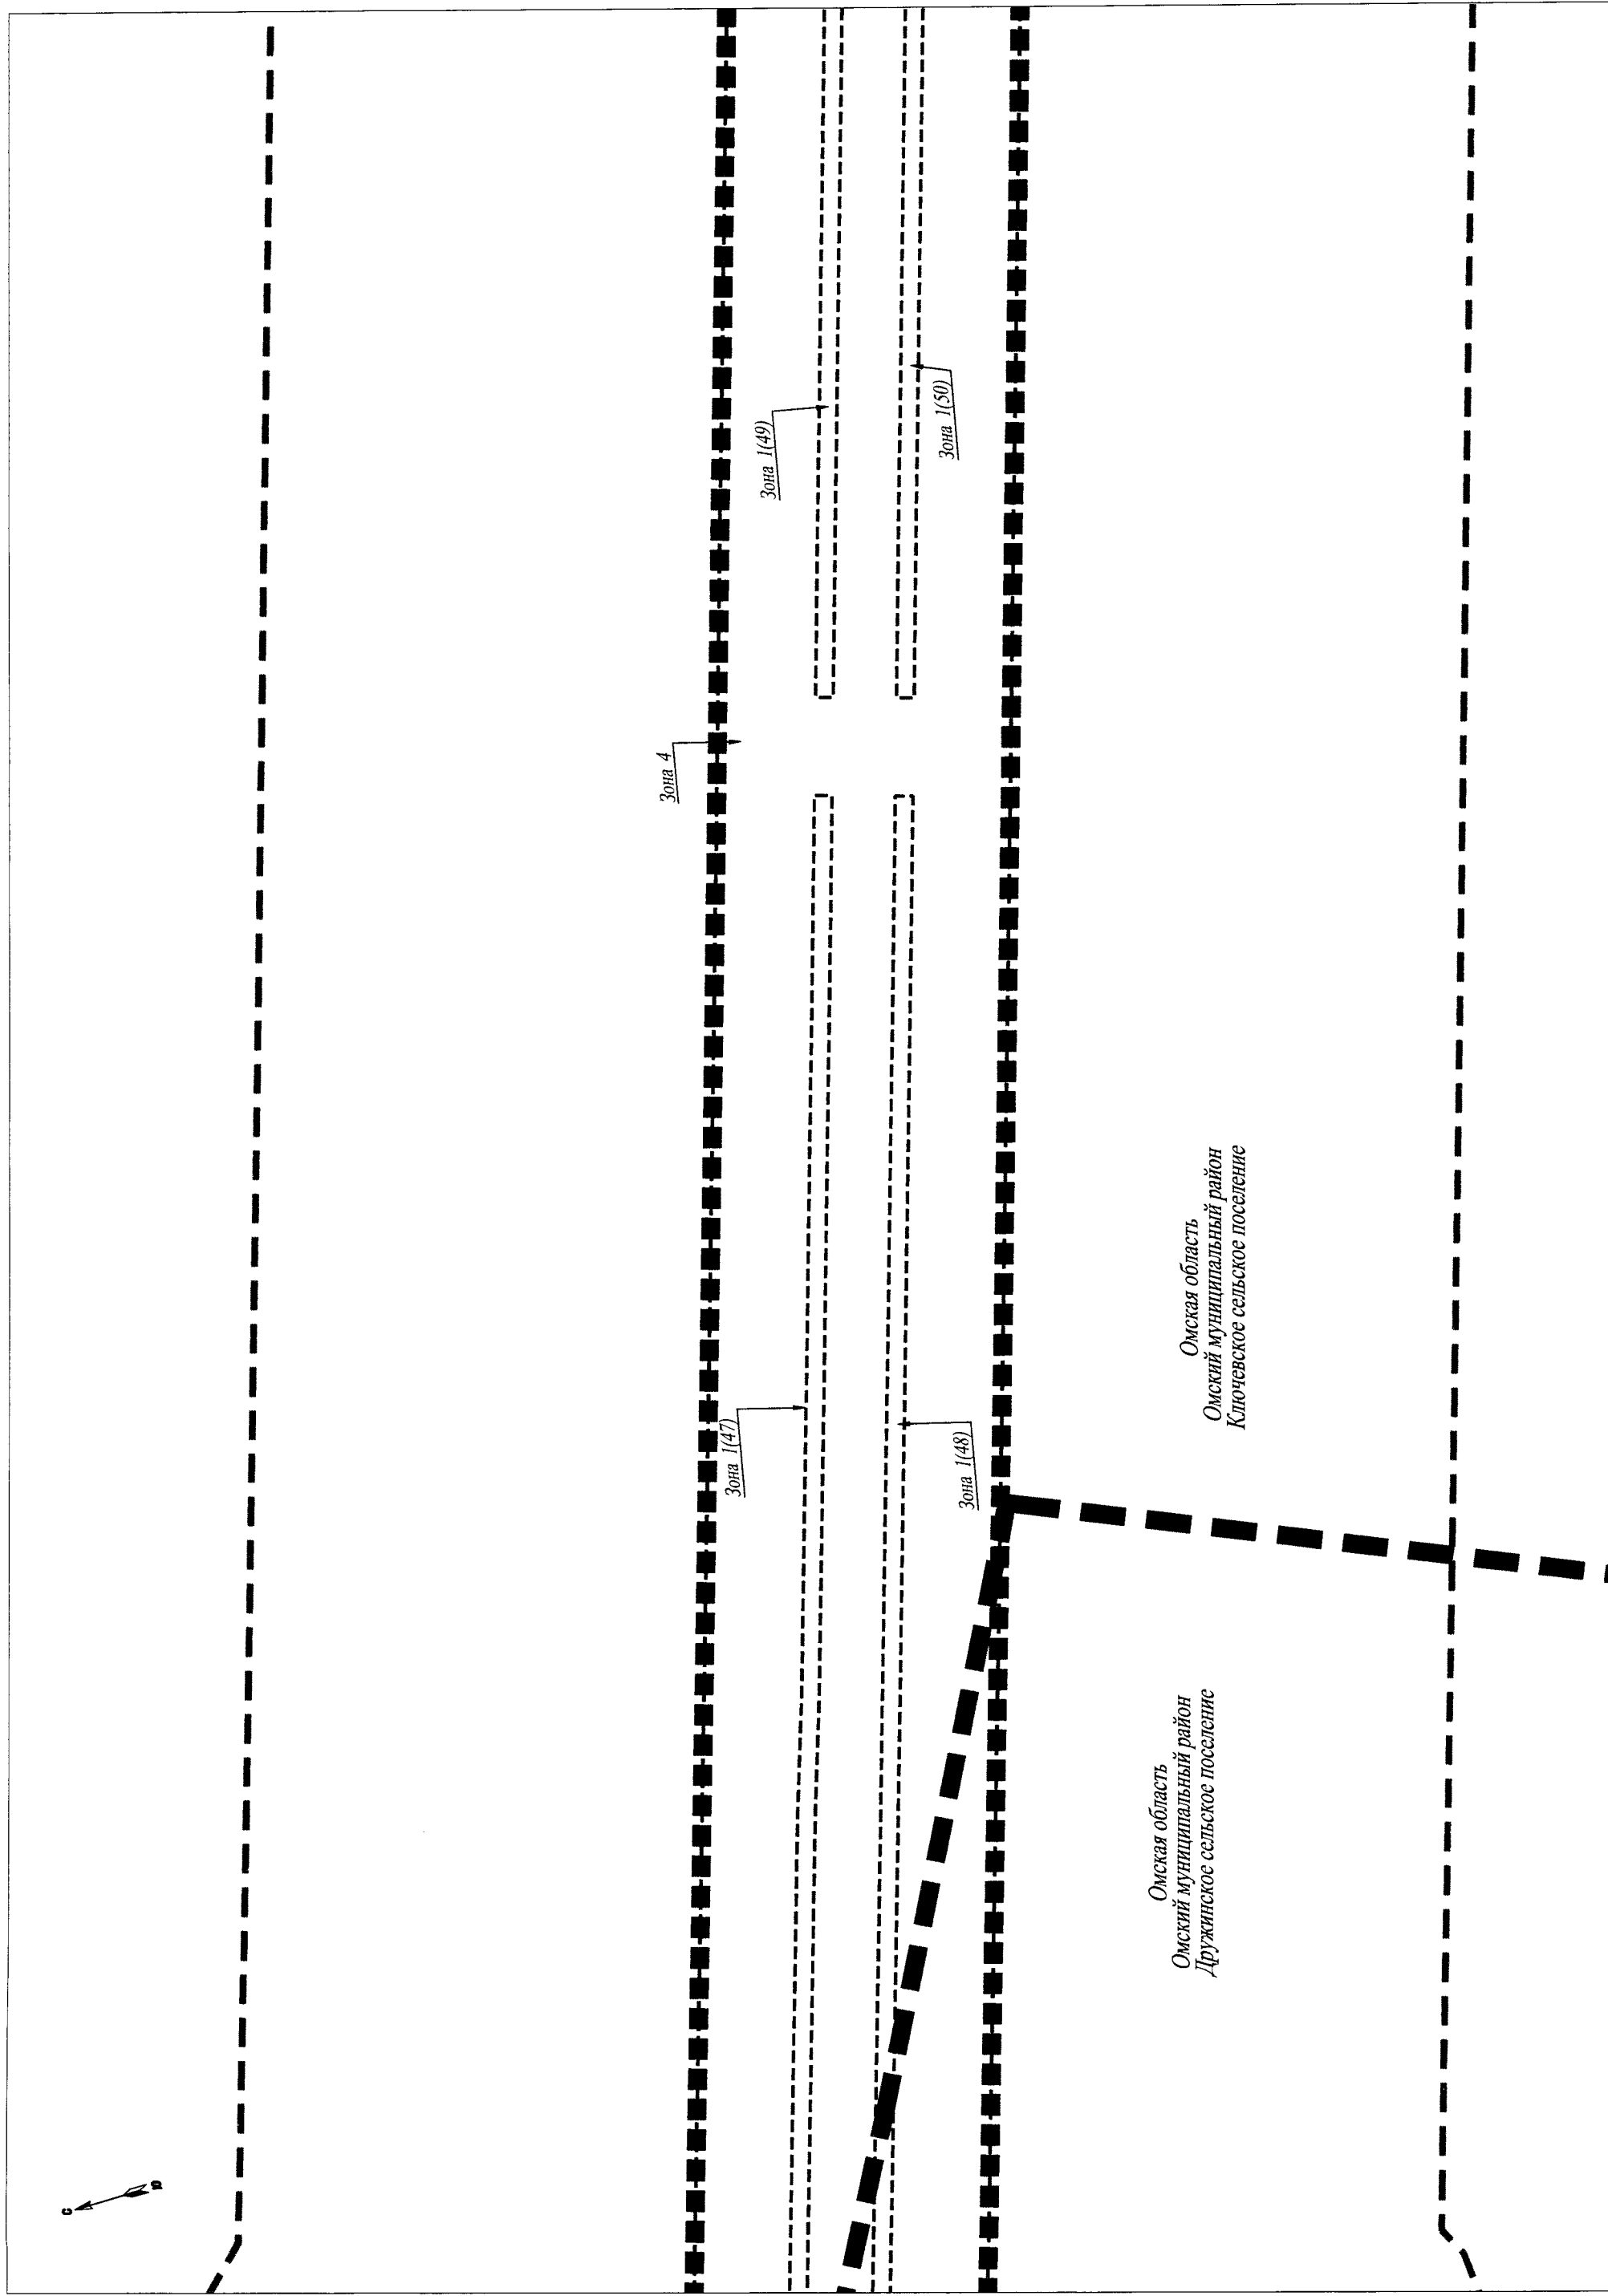 С
Ю
Зона 4
Зона 1(47)
Зона 1(49)
Зона 1(48)
Зона 1(50)
Омская область
Омский муниципальный район
Дружинское сельское поселение
Омская область
Омский муниципальный район
Ключевское сельское поселение